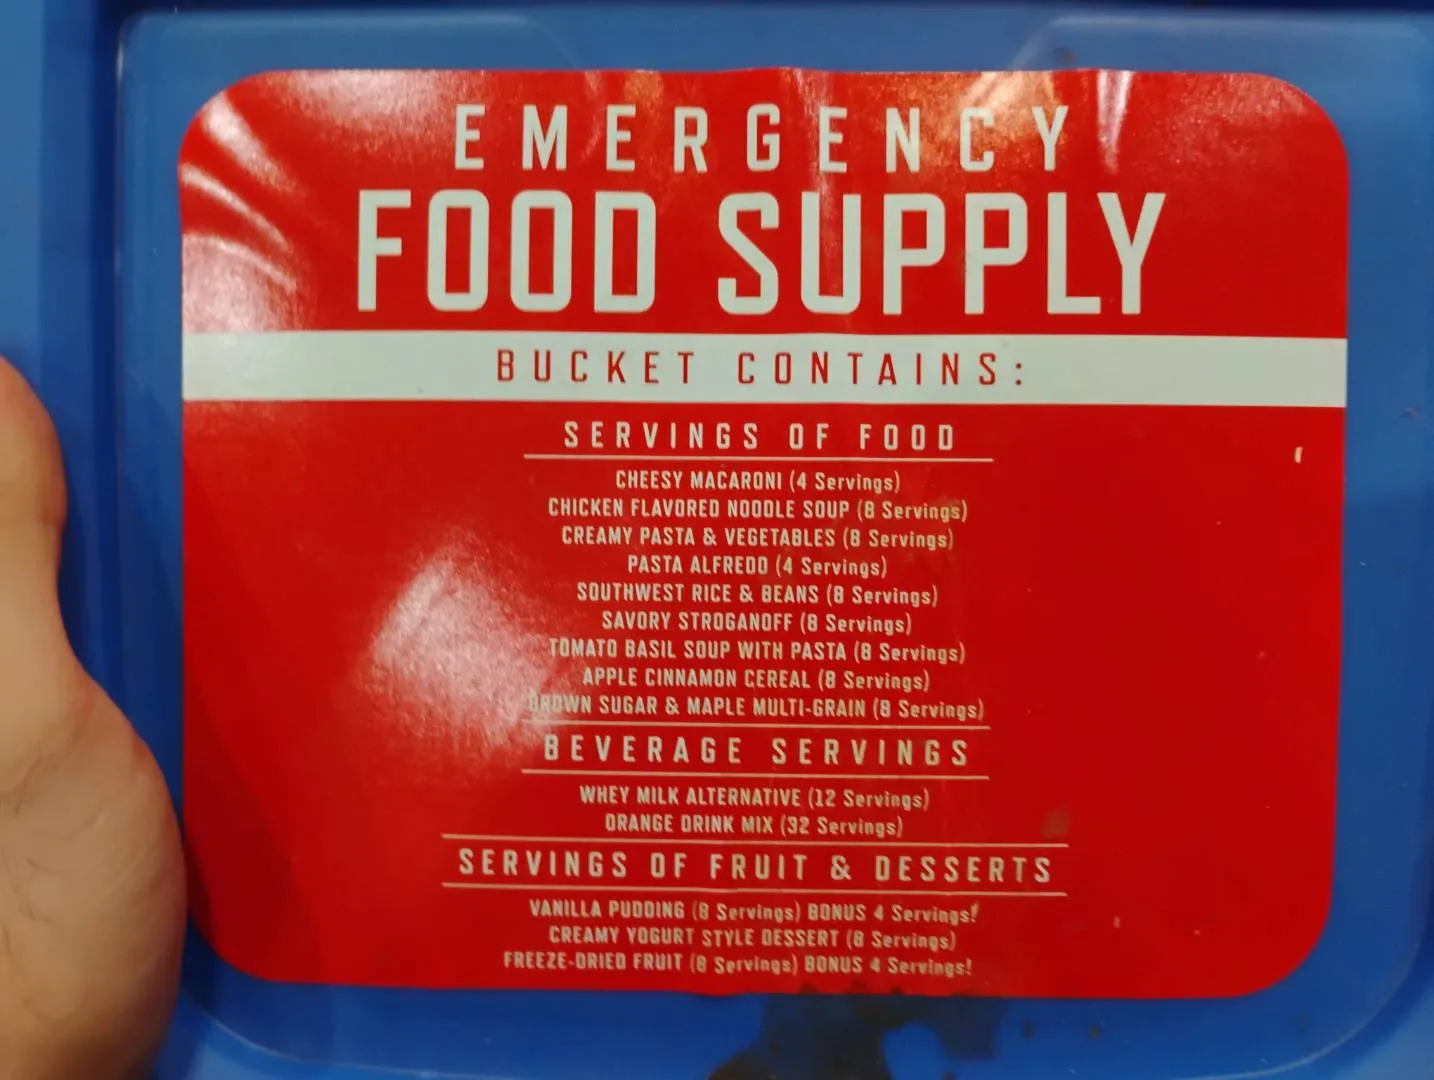 EMERGENCY
FOOD SUPPLY
BUCKET CONTAINS:
SERVINGS OF FOOD
CHEESY MACARONI (4 Servings)
CHICKEN FLAVORED NOODLE SOUP (8 Servings)
CREAMY PASTA & VEGETABLES (8 Servings)
PASTA ALFREDO (4 Servings)
SOUTHWEST RICE & BEANS (8 Servings)
SAVORY STROGANOFF (8 Servings)
TOMATO BASIL SOUP WITH PASTA (8 Servings)
APPLE CINNAMON CEREAL (8 Servings)
BROWN SUGAR & MAPLE MULTI-GRAIN (8 Servings)
BEVERAGE SERVINGS
WHEY MILK ALTERNATIVE (12 Servings)
ORANGE DRINK MIX (32 Servings)
SERVINGS OF FRUIT & DESSERTS
VANILLA PUDDING (8 Servings) BONUS 4 Servings!
CREAMY YOGURT STYLE DESSERT (8 Servings)
FREEZE-DRIED FRUIT (8 Servings) BONUS 4 Servings!